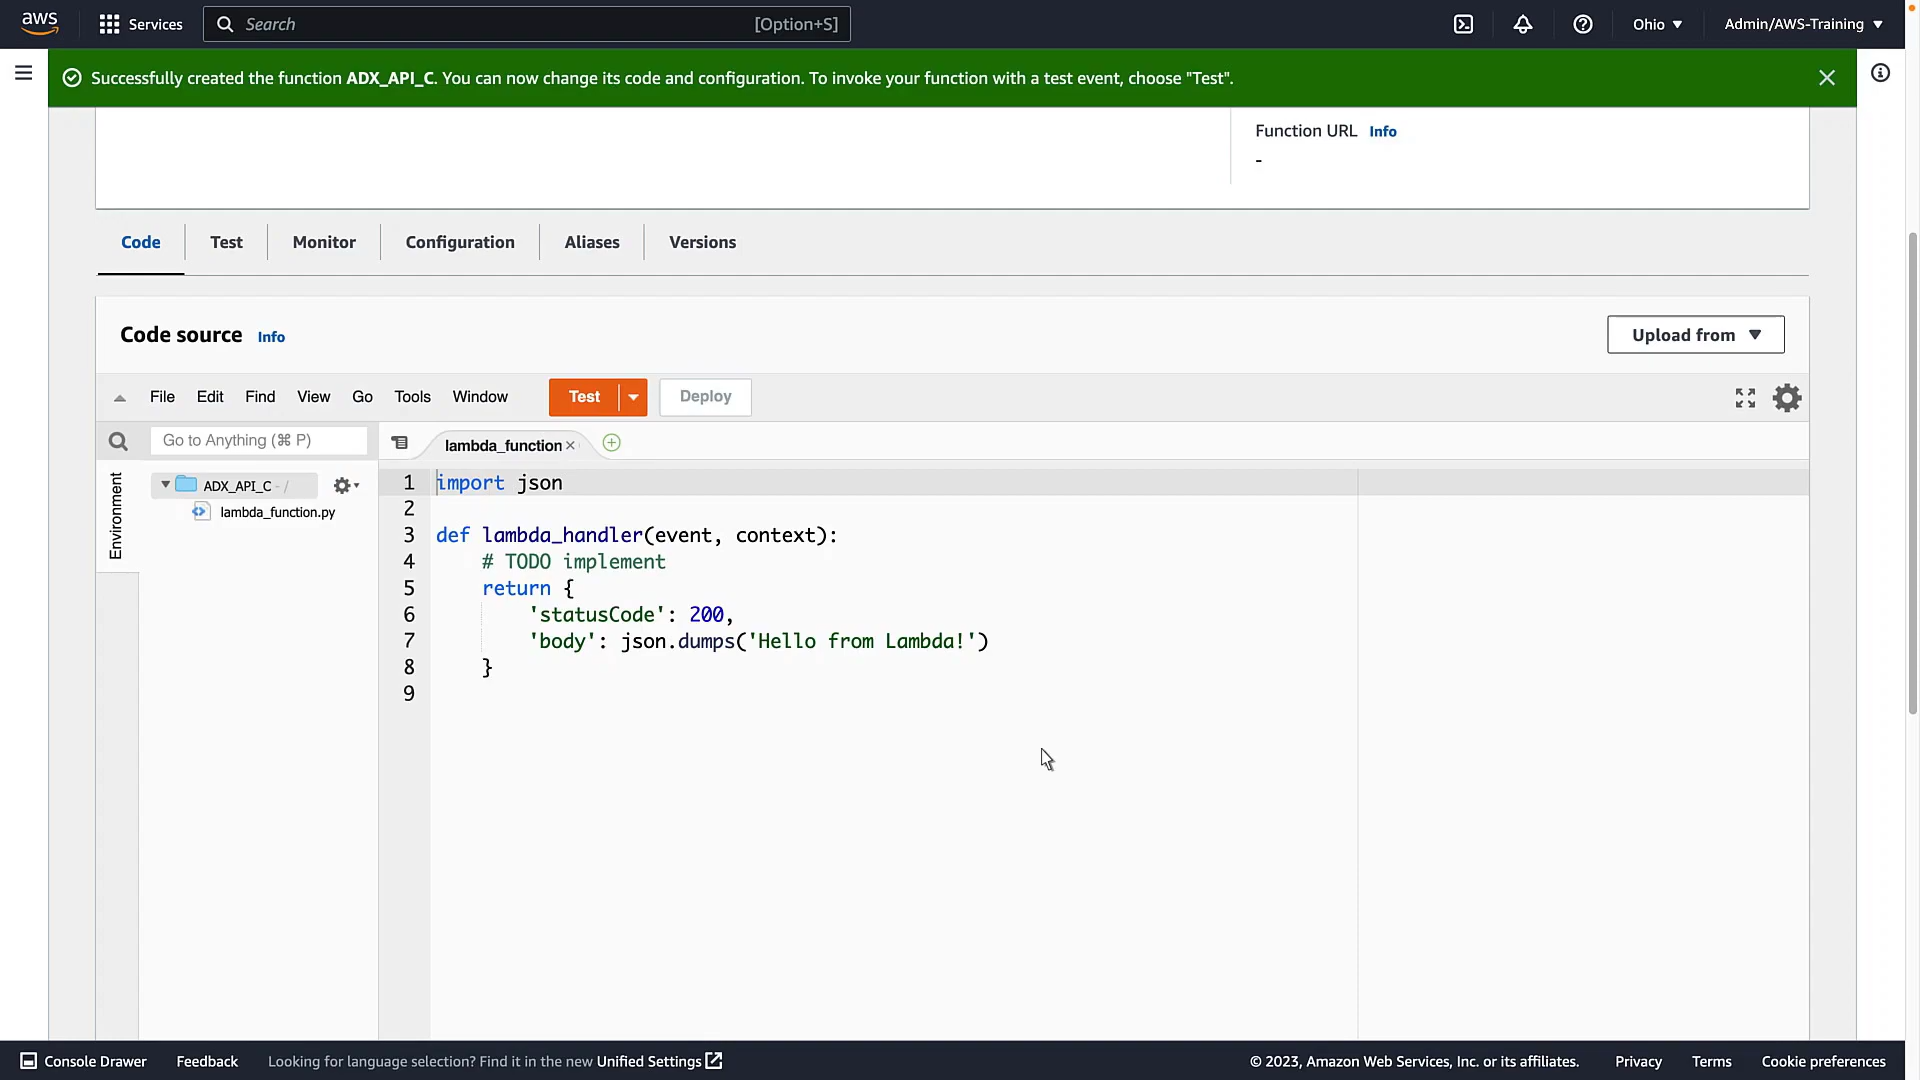 aws Services Search [Option+S] Ohio Admin/AWS-Training
Successfully created the function ADX_API_C. You can now change its code and configuration. To invoke your function with a test event, choose "Test".
Function URL Info
-
Code Test Monitor Configuration Aliases Versions
Code source Info Upload from
File Edit Find View Go Tools Window Test Deploy
Go to Anything (⌘ P) lambda_function
Environment
ADX_API_C - /
lambda_function.py
1 import json
2
3 def lambda_handler(event, context):
4     # TODO implement
5     return {
6         'statusCode': 200,
7         'body': json.dumps('Hello from Lambda!')
8     }
9
Console Drawer Feedback Looking for language selection? Find it in the new Unified Settings © 2023, Amazon Web Services, Inc. or its affiliates. Privacy Terms Cookie preferences